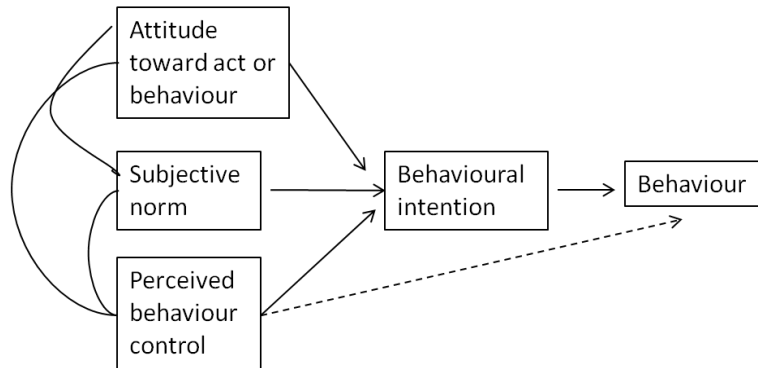 Attitude
toward act or
behaviour
Subjective
norm
Perceived
behaviour
control
Behavioural
intention
Behaviour